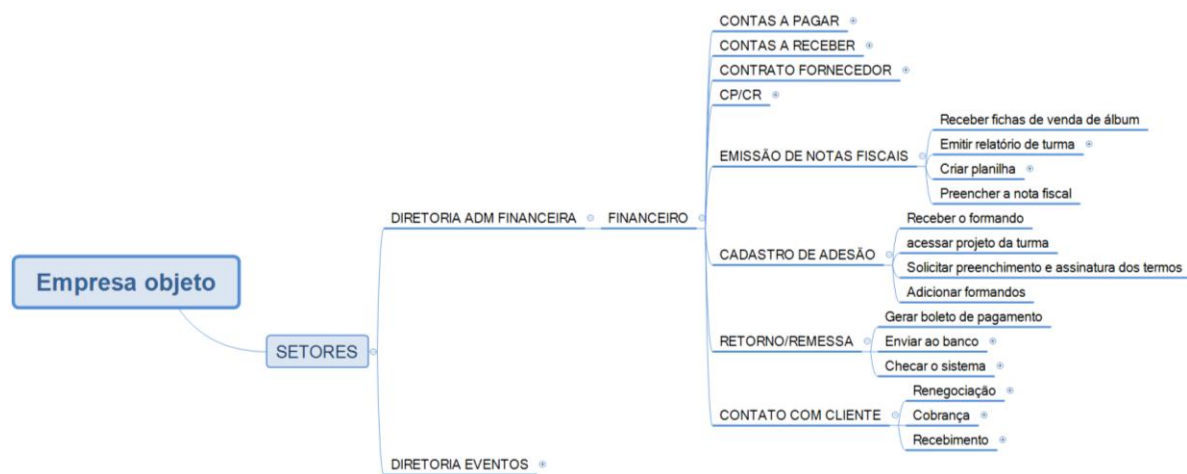 Empresa objeto
SETORES
DIRETORIA ADM FINANCEIRA
FINANCEIRO
CONTAS A PAGAR
CONTAS A RECEBER
CONTRATO FORNECEDOR
CP/CR
EMISSÃO DE NOTAS FISCAIS
Receber fichas de venda de álbum
Emitir relatório de turma
Criar planilha
Preencher a nota fiscal
CADASTRO DE ADESÃO
Receber o formando
acessar projeto da turma
Solicitar preenchimento e assinatura dos termos
Adicionar formandos
RETORNO/REMESSA
Gerar boleto de pagamento
Enviar ao banco
Checar o sistema
CONTATO COM CLIENTE
Renegociação
Cobrança
Recebimento
DIRETORIA EVENTOS